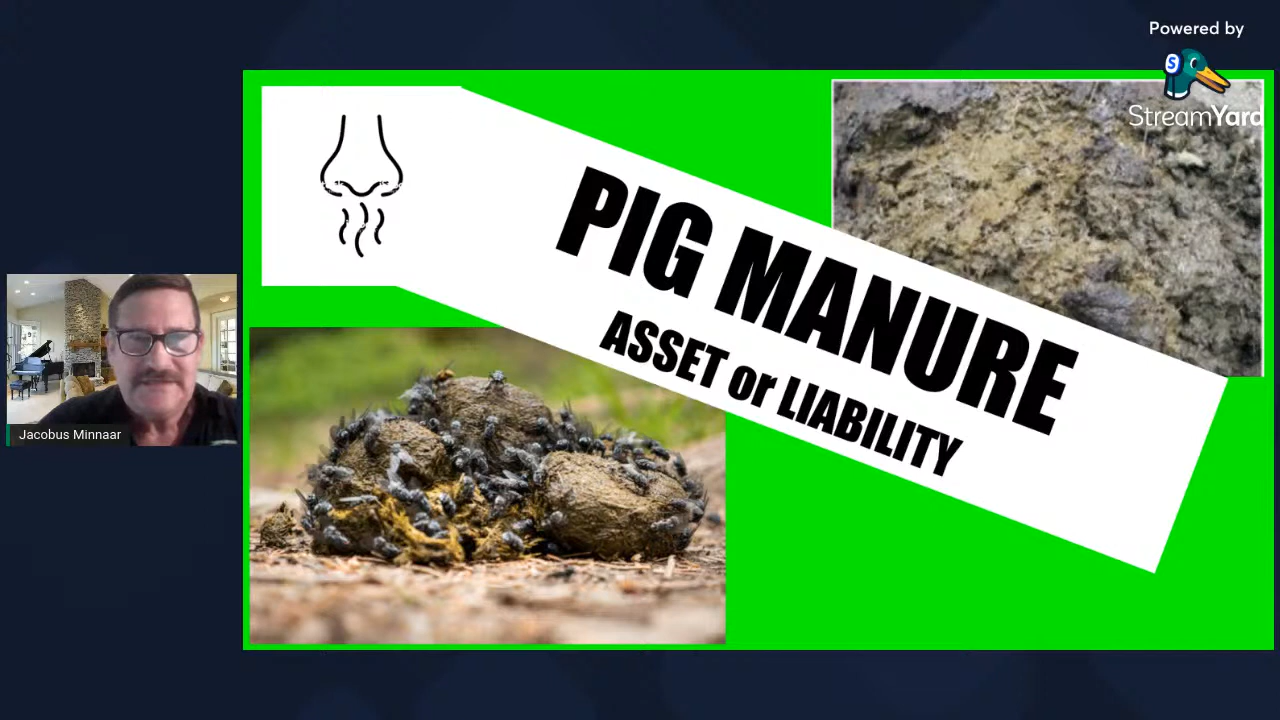 Powered by
S
StreamYard
PIG MANURE
ASSET or LIABILITY
Jacobus Minnaar